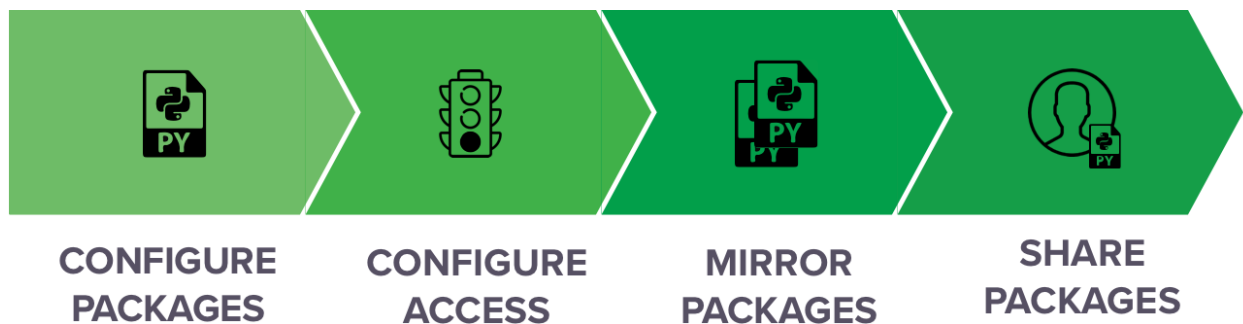 PY
PY
PY
PY
CONFIGURE
PACKAGES
CONFIGURE
ACCESS
MIRROR
PACKAGES
SHARE
PACKAGES